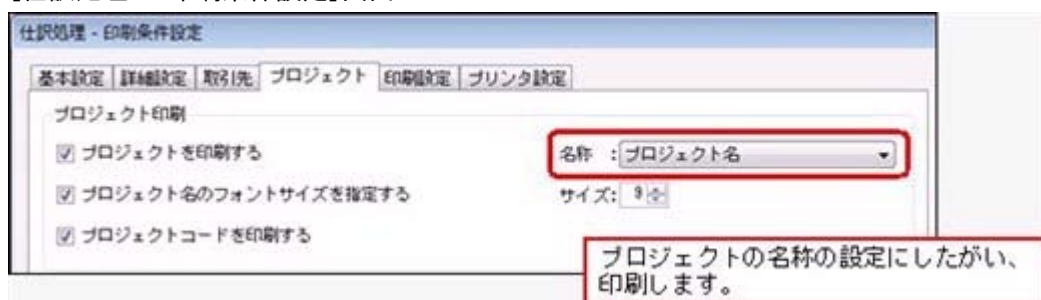 仕訳処理 - 印刷条件設定
基本設定 詳細設定 取引先 プロジェクト 印刷設定 プリンタ設定
プロジェクト印刷
プロジェクトを印刷する 名称 : プロジェクト名
プロジェクト名のフォントサイズを指定する サイズ: 9
プロジェクトコードを印刷する
プロジェクトの名称の設定にしたがい、
印刷します。